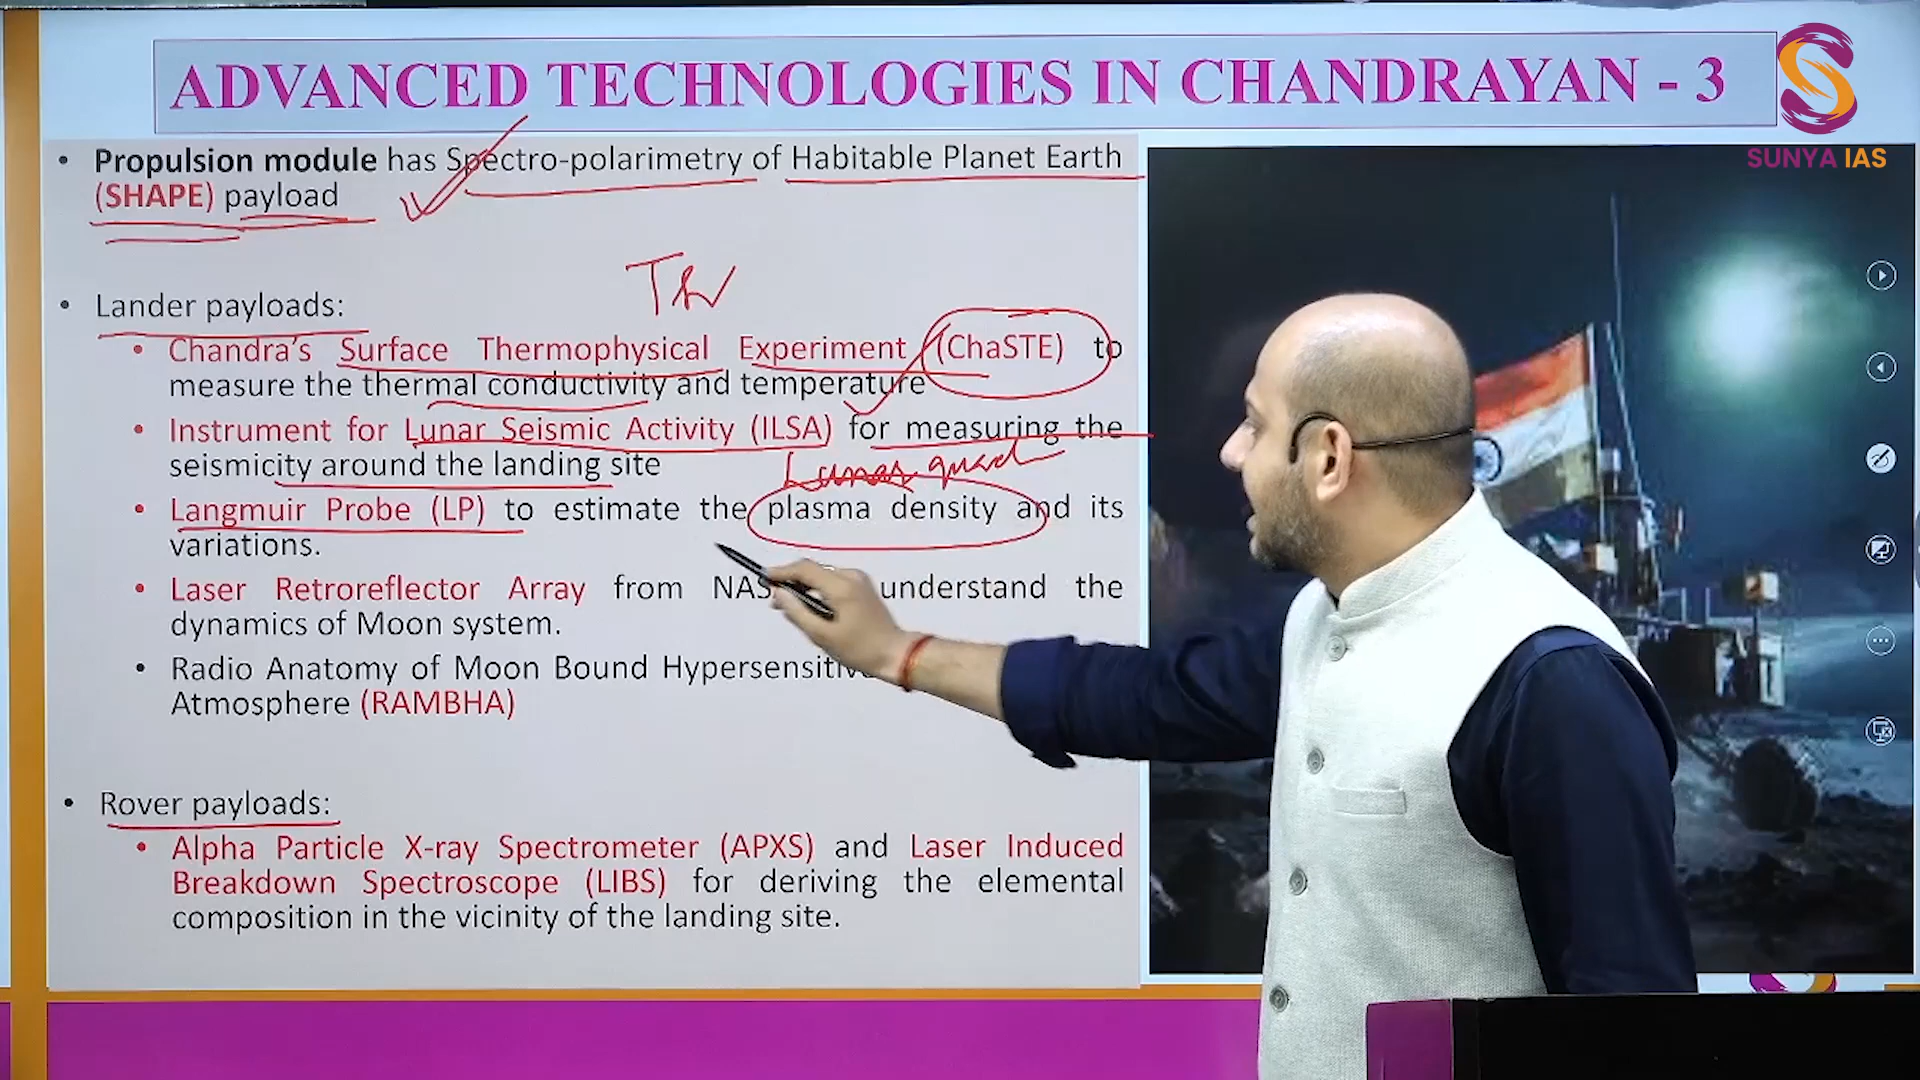 ADVANCED TECHNOLOGIES IN CHANDRAYAN - 3
SUNYA IAS
• Propulsion module has Spectro-polarimetry of Habitable Planet Earth
(SHAPE) payload
• Lander payloads:
• Chandra's Surface Thermophysical Experiment (ChaSTE) to
measure the thermal conductivity and temperature
• Instrument for Lunar Seismic Activity (ILSA) for measuring the
seismicity around the landing site
Lunar quad
• Langmuir Probe (LP) to estimate the plasma density and its
variations.
• Laser Retroreflector Array from understand the
dynamics of Moon system.
• Radio Anatomy of Moon Bound
Atmosphere (RAMBHA)
• Rover payloads:
• Alpha Particle X-ray Spectrometer (APXS) and Laser Induced
Breakdown Spectroscope (LIBS) for deriving the elemental
composition in the vicinity of the landing site.